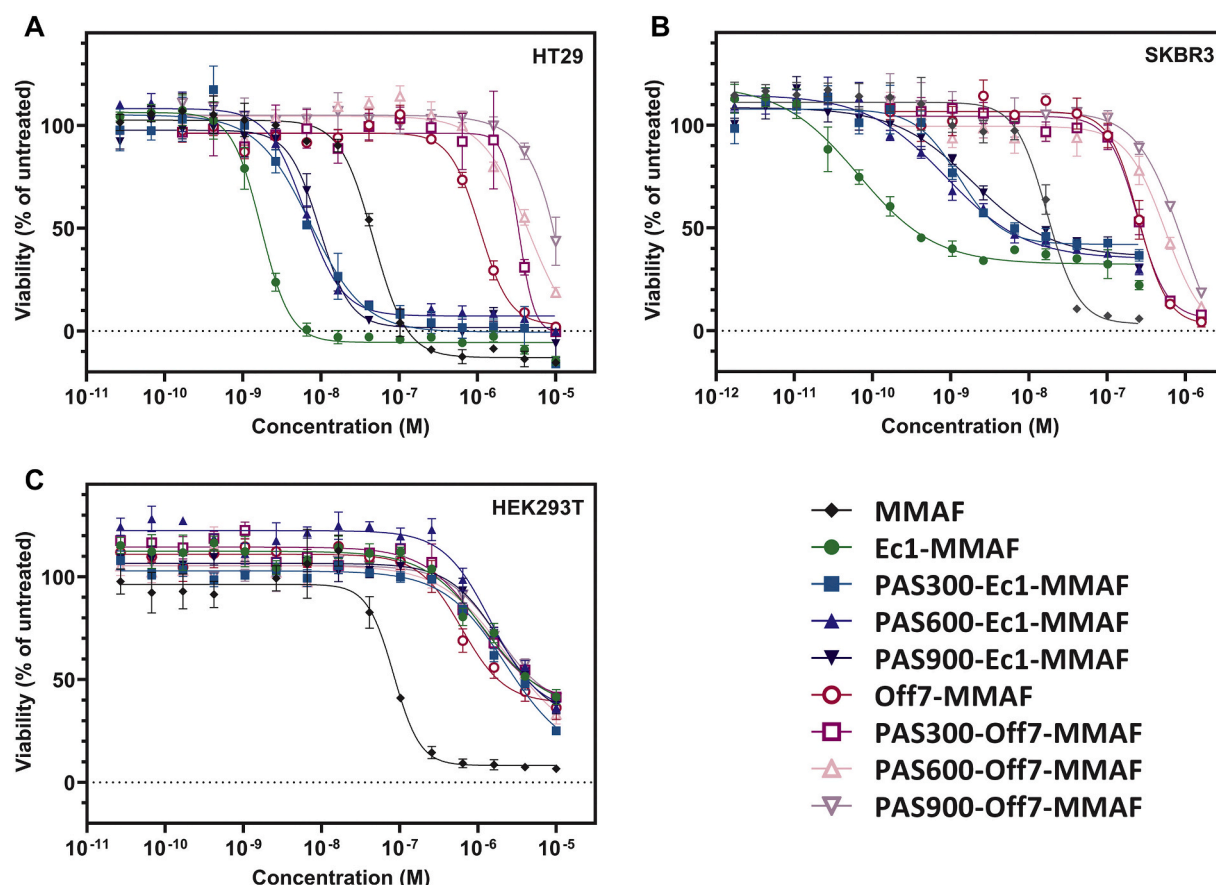 A
HT29
Viability (% of untreated)
100
50
0
10-11 10-10 10-9 10-8 10-7 10-6 10-5
Concentration (M)
B
SKBR3
Viability (% of untreated)
100
50
0
10-12 10-11 10-10 10-9 10-8 10-7 10-6
Concentration (M)
C
HEK293T
Viability (% of untreated)
100
50
0
10-11 10-10 10-9 10-8 10-7 10-6 10-5
Concentration (M)
MMAF
Ec1-MMAF
PAS300-Ec1-MMAF
PAS600-Ec1-MMAF
PAS900-Ec1-MMAF
Off7-MMAF
PAS300-Off7-MMAF
PAS600-Off7-MMAF
PAS900-Off7-MMAF